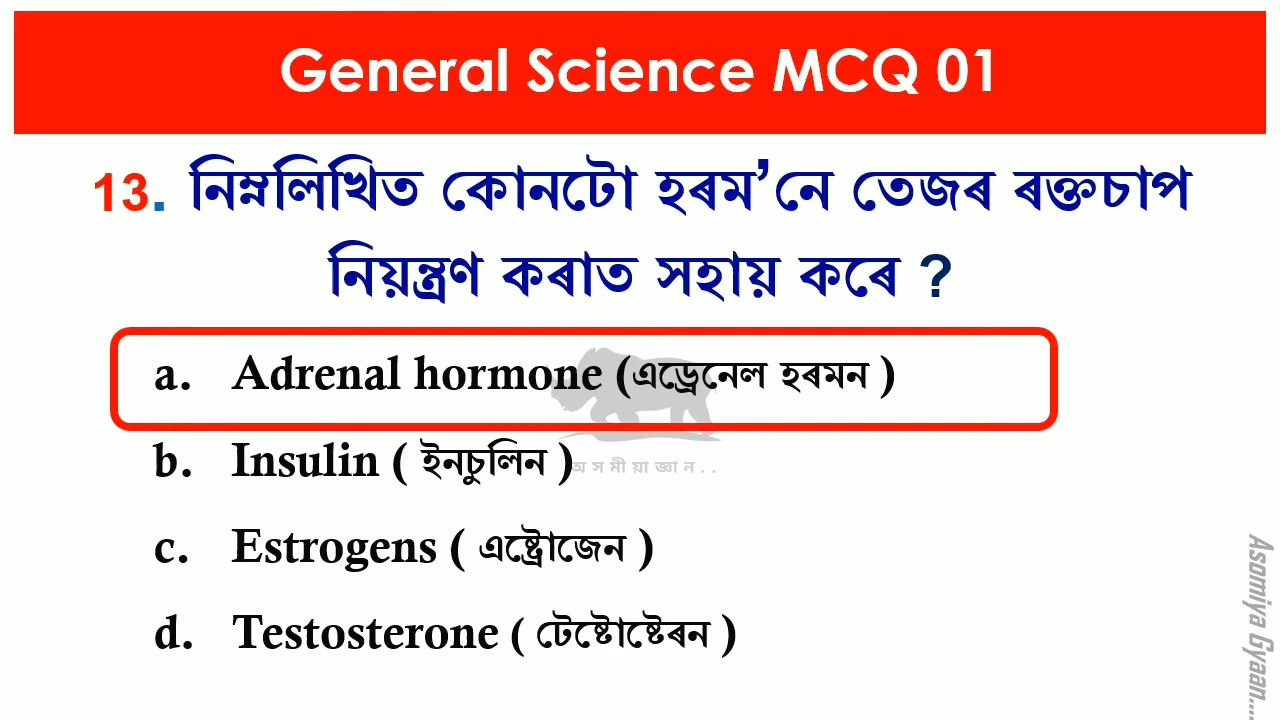 General Science MCQ 01
13. নিম্নলিখিত কোনটো হৰম’নে তেজৰ ৰক্তচাপ
নিয়ন্ত্ৰণ কৰাত সহায় কৰে ?
a. Adrenal hormone (এড্ৰেনেল হৰমন )
b. Insulin ( ইনচুলিন )
অসমীয়া জ্ঞান..
c. Estrogens ( এষ্ট্ৰোজেন )
d. Testosterone ( টেষ্টোষ্টেৰন )
Asomiya Gyaan....